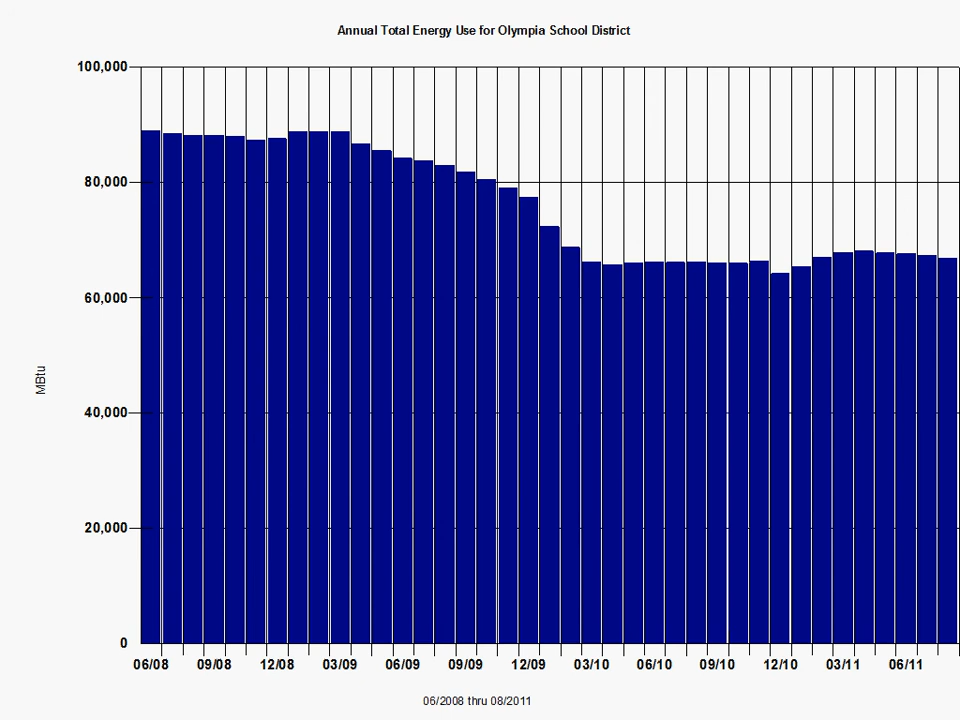 Annual Total Energy Use for Olympia School District
100,000
80,000
60,000
40,000
20,000
0
MBtu
06/08 09/08 12/08 03/09 06/09 09/09 12/09 03/10 06/10 09/10 12/10 03/11 06/11
06/2008 thru 08/2011